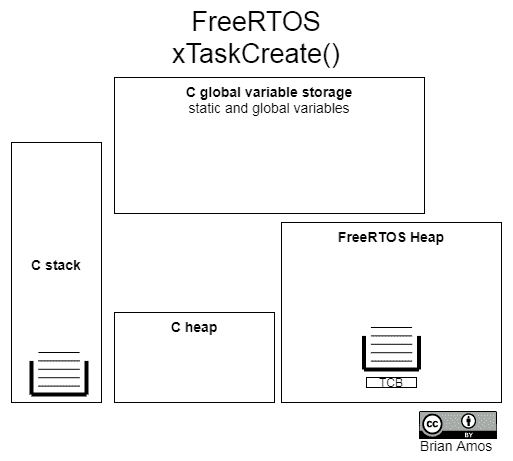 FreeRTOS
xTaskCreate()
C global variable storage
static and global variables
C stack
FreeRTOS Heap
C heap
TCB
cc
BY
Brian Amos